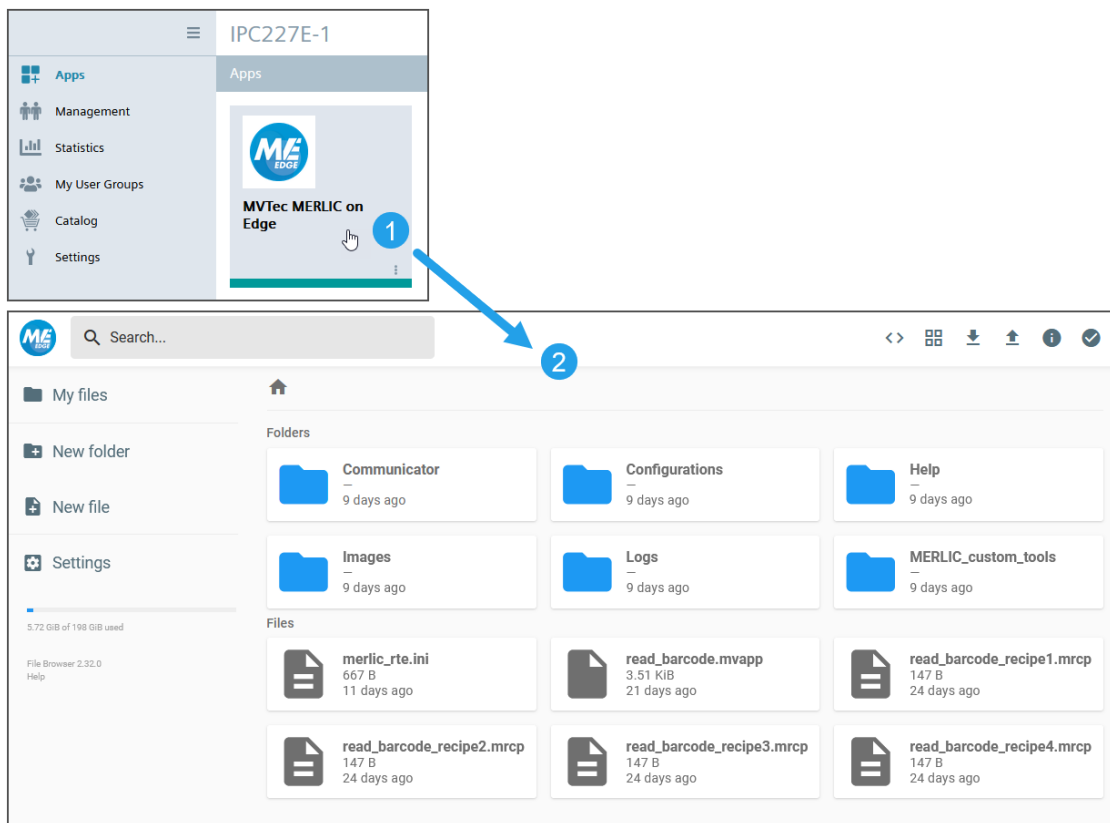 IPC227E-1
Apps
Apps
Management
Statistics
My User Groups
Catalog
Settings
ME
EDGE
MVTec MERLIC on
Edge
1
2
ME
EDGE
Search...
My files
New folder
New file
Settings
5.72 GiB of 198 GiB used
File Browser 2.32.0
Help
Folders
Communicator
—
9 days ago
Configurations
—
9 days ago
Help
—
9 days ago
Images
—
9 days ago
Logs
—
9 days ago
MERLIC_custom_tools
—
9 days ago
Files
merlic_rte.ini
667 B
11 days ago
read_barcode.mvapp
3.51 KiB
21 days ago
read_barcode_recipe1.mrcp
147 B
24 days ago
read_barcode_recipe2.mrcp
147 B
24 days ago
read_barcode_recipe3.mrcp
147 B
24 days ago
read_barcode_recipe4.mrcp
147 B
24 days ago